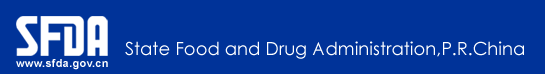 SFDA
www.sfda.gov.cn
State Food and Drug Administration,P.R.China